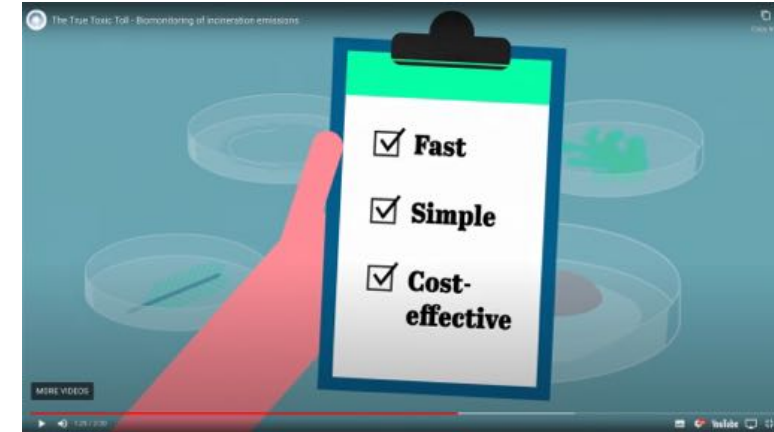 The True Toxic Toll - Biomonitoring of incineration emissions
Fast
Simple
Cost-
effective
MORE VIDEOS
YouTube